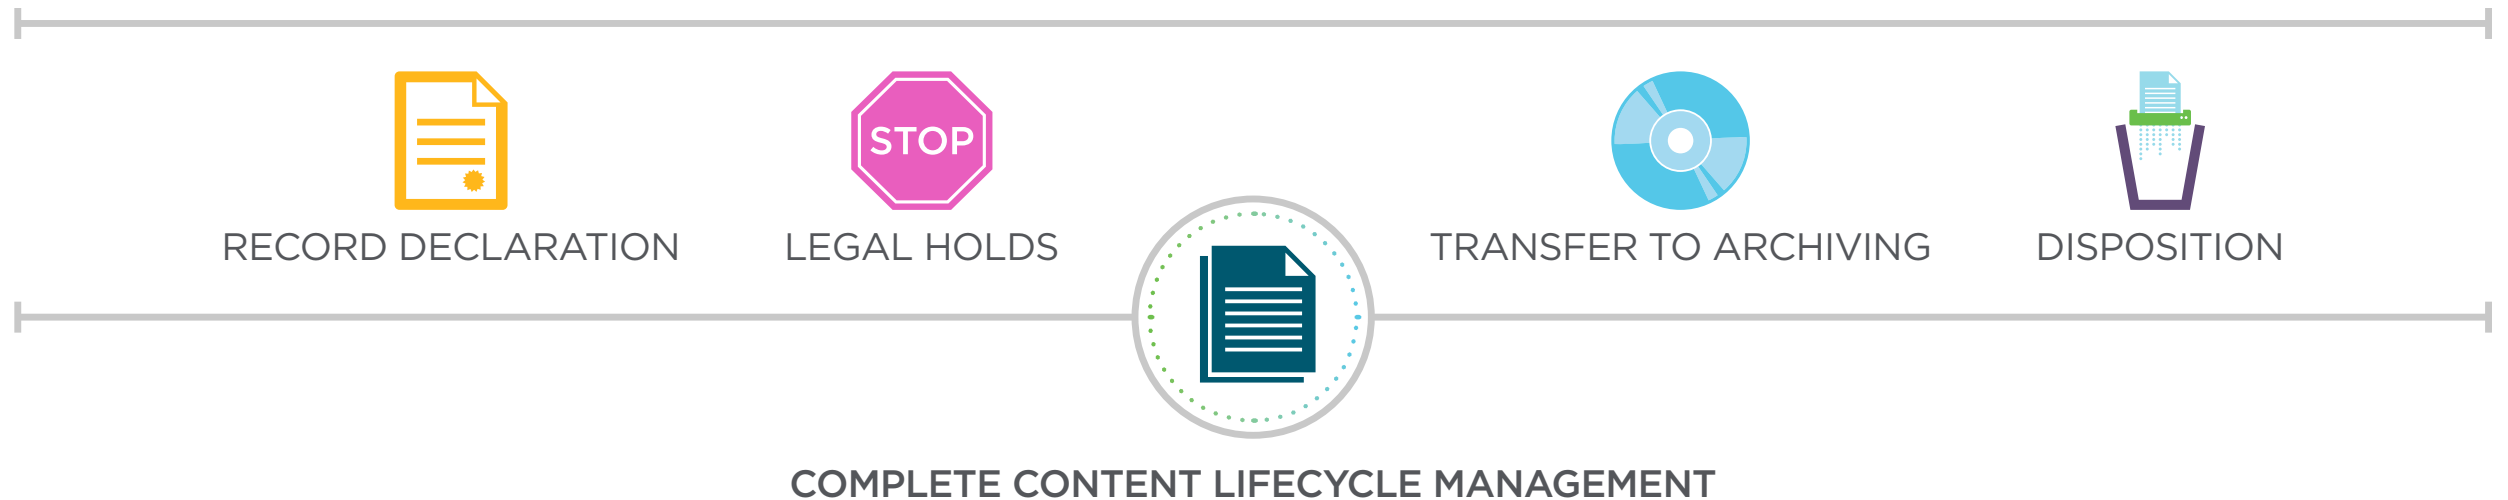 STOP
RECORD DECLARATION
LEGAL HOLDS
TRANSFER TO ARCHIVING
DISPOSITION
COMPLETE CONTENT LIFECYCLE MANAGEMENT